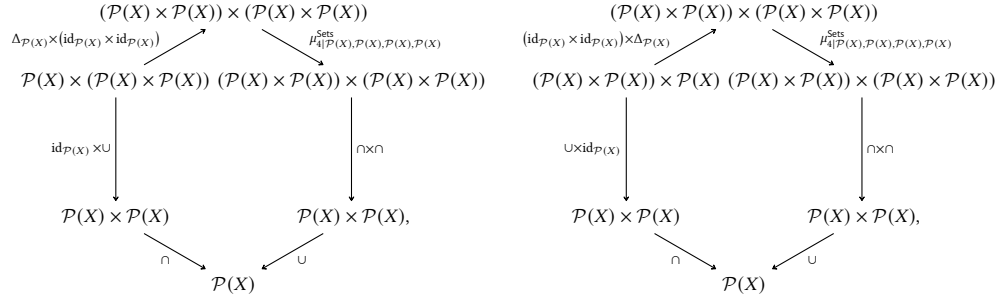 (𝒫(X) × 𝒫(X)) × (𝒫(X) × 𝒫(X)) (𝒫(X) × 𝒫(X)) × (𝒫(X) × 𝒫(X))
Δ_{𝒫(X)}×(id_{𝒫(X)} × id_{𝒫(X)}) μ^{Sets}_{4|𝒫(X),𝒫(X),𝒫(X),𝒫(X)} (id_{𝒫(X)} × id_{𝒫(X)})×Δ_{𝒫(X)} μ^{Sets}_{4|𝒫(X),𝒫(X),𝒫(X),𝒫(X)}
𝒫(X) × (𝒫(X) × 𝒫(X)) (𝒫(X) × 𝒫(X)) × (𝒫(X) × 𝒫(X)) (𝒫(X) × 𝒫(X)) × 𝒫(X) (𝒫(X) × 𝒫(X)) × (𝒫(X) × 𝒫(X))
id_{𝒫(X)} ×∪ ∩×∩ ∪×id_{𝒫(X)} ∩×∩
𝒫(X) × 𝒫(X) 𝒫(X) × 𝒫(X), 𝒫(X) × 𝒫(X) 𝒫(X) × 𝒫(X),
∩ ∪ ∩ ∪
𝒫(X) 𝒫(X)